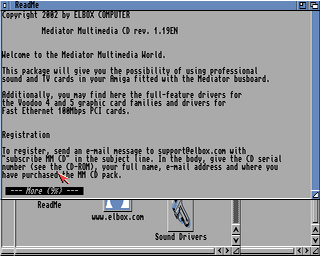 ReadMe
Copyright 2002 by ELBOX COMPUTER
Mediator Multimedia CD rev. 1.19EN
Welcome to the Mediator Multimedia World.
This package will give you the possibility of using professional
sound and TV cards in your Amiga fitted with the Mediator busboard.
Additionally, you may find here the full-feature drivers for
the Voodoo 4 and 5 graphic card families and drivers for
Fast Ethernet 100Mbps PCI cards.
Registration
To register, send an e-mail message to support@elbox.com with
"subscribe MM CD" in the subject line. In the body, give the CD serial
number (see the CD-ROM), your full name, e-mail address and where you
have purchased the MM CD pack.
--- More (9%) ---
ReadMe
www.elbox.com
Sound Drivers